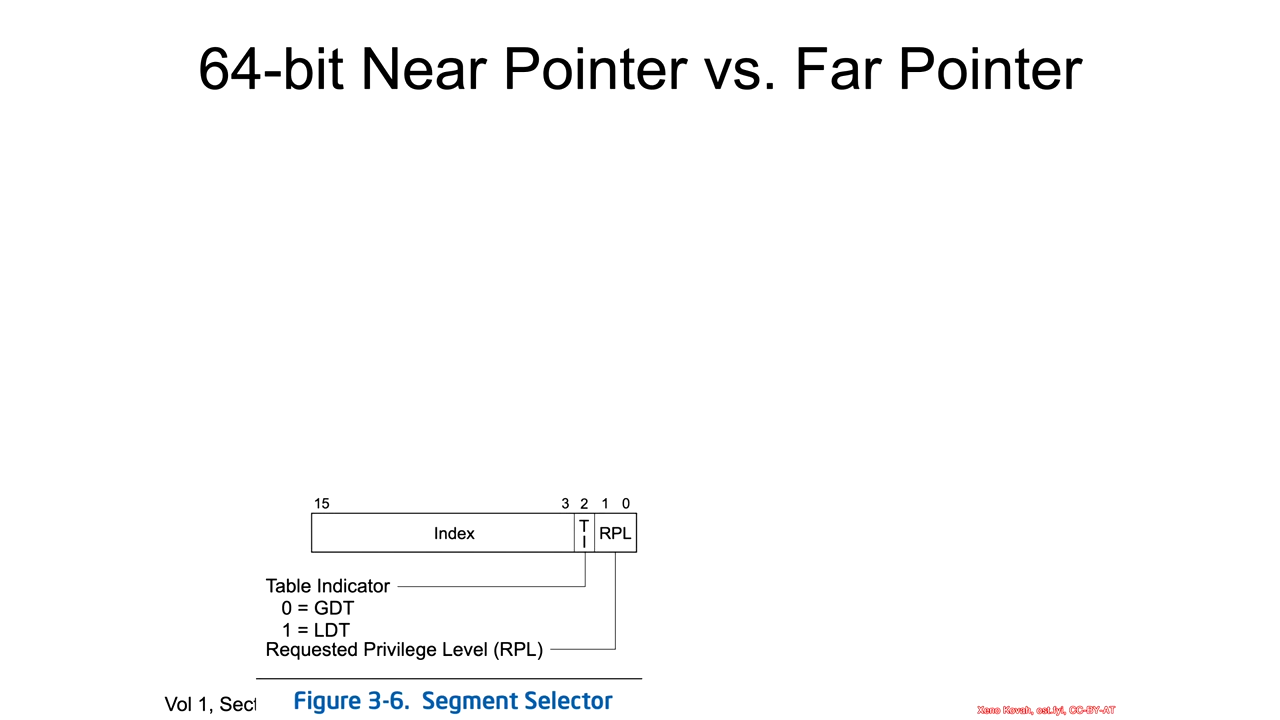 64-bit Near Pointer vs. Far Pointer
15 3 2 1 0
Index TI RPL
Table Indicator
0 = GDT
1 = LDT
Requested Privilege Level (RPL)
Vol 1, Sect
Figure 3-6. Segment Selector
Xeno Kovah, ost.fyi, CC-BY-AT